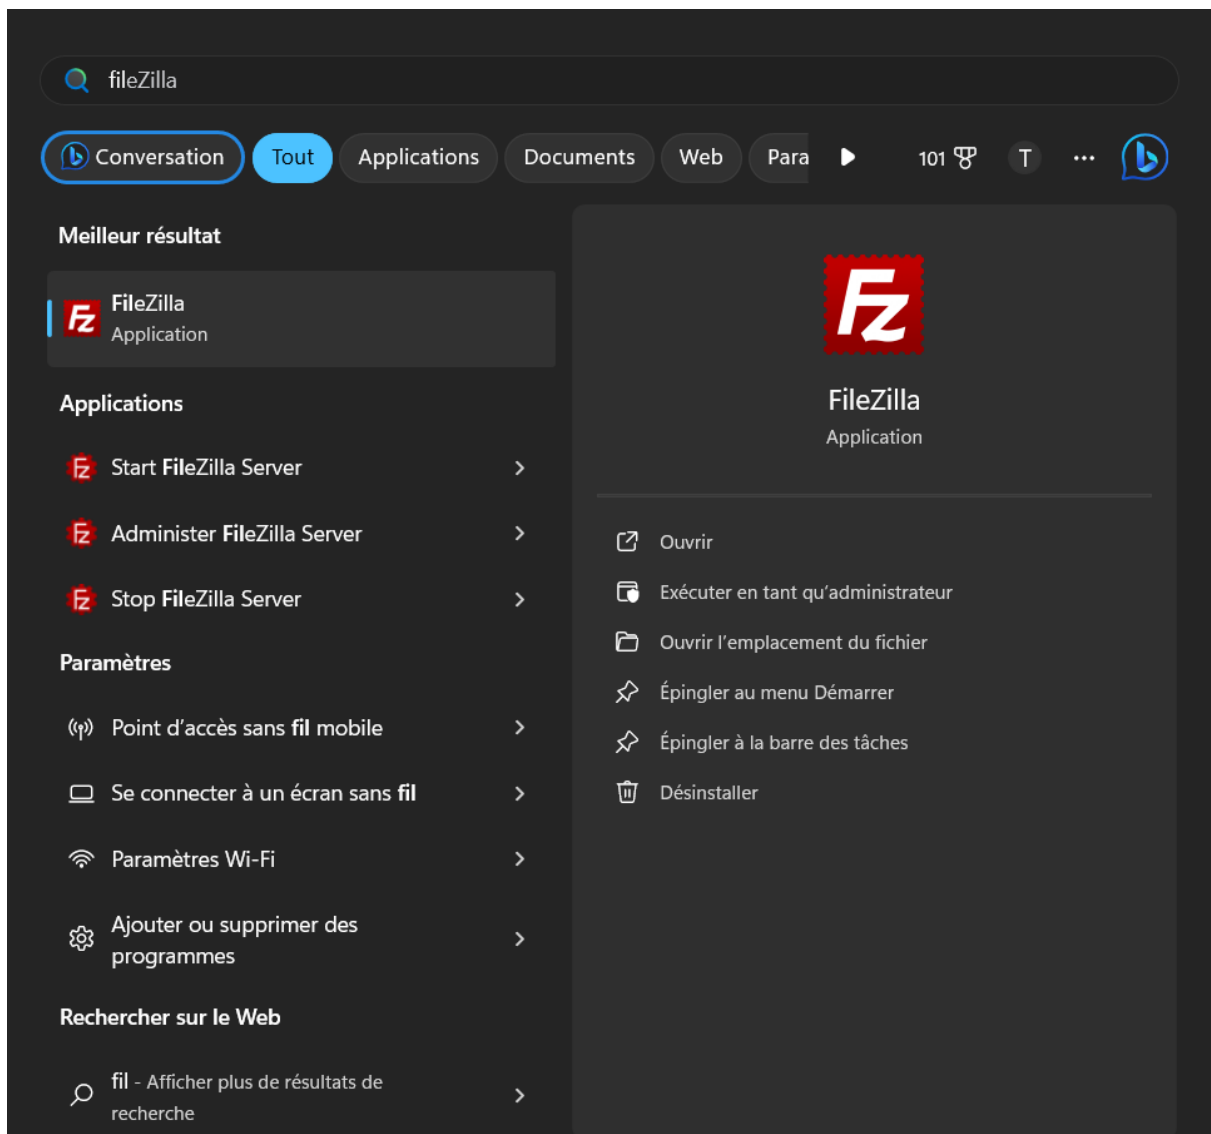 fileZilla
Conversation
Tout
Applications
Documents
Web
Para
101
T
Meilleur résultat
FileZilla
Application
Applications
Start FileZilla Server
Administer FileZilla Server
Stop FileZilla Server
Paramètres
Point d’accès sans fil mobile
Se connecter à un écran sans fil
Paramètres Wi-Fi
Ajouter ou supprimer des
programmes
Rechercher sur le Web
fil - Afficher plus de résultats de
recherche
Fz
FileZilla
Application
Ouvrir
Exécuter en tant qu’administrateur
Ouvrir l’emplacement du fichier
Épingler au menu Démarrer
Épingler à la barre des tâches
Désinstaller